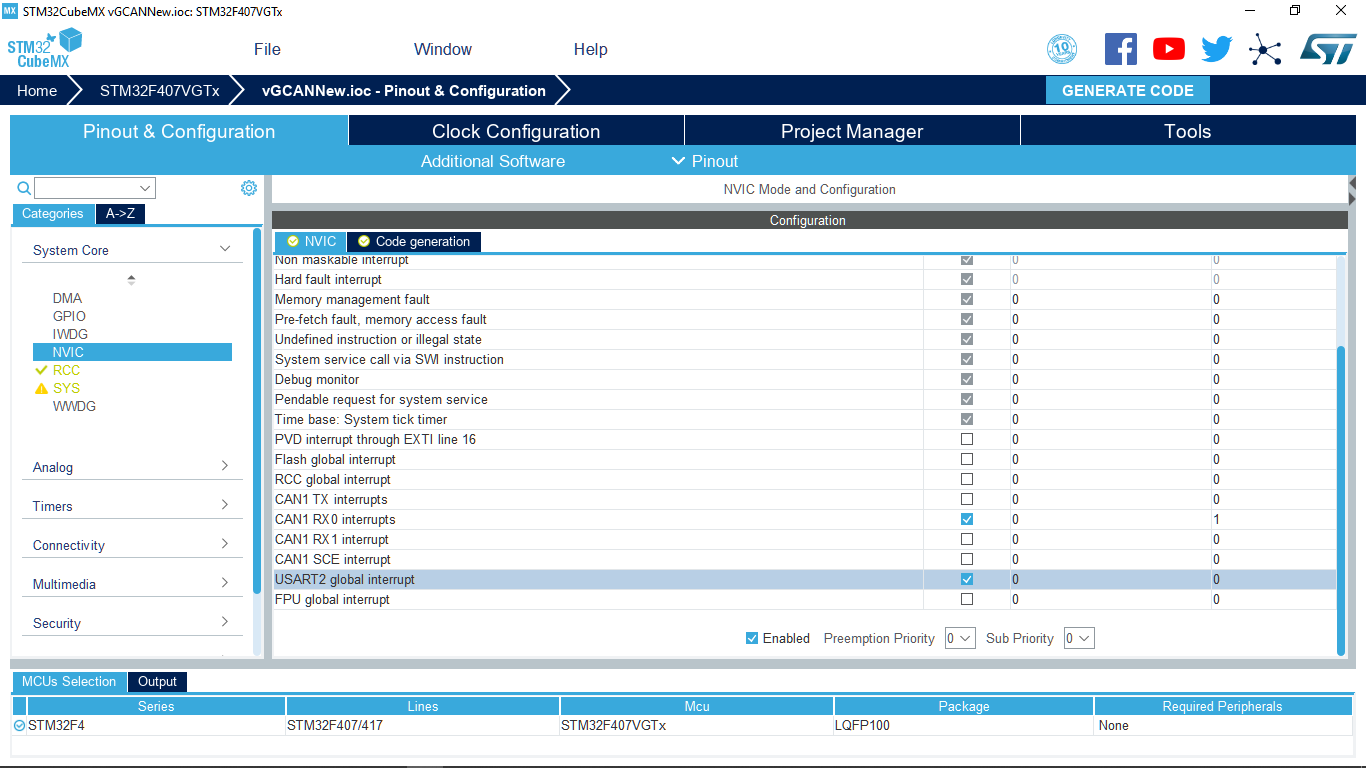 MX STM32CubeMX vGCANNew.ioc: STM32F407VGTx
STM32 CubeMX
File Window Help
10
ST
Home STM32F407VGTx vGCANNew.ioc - Pinout & Configuration GENERATE CODE
Pinout & Configuration Clock Configuration Project Manager Tools
Additional Software Pinout
NVIC Mode and Configuration
Categories A->Z
System Core
DMA
GPIO
IWDG
NVIC
RCC
SYS
WWDG
Analog
Timers
Connectivity
Multimedia
Security
Configuration
NVIC Code generation
Non maskable interrupt 0 0
Hard fault interrupt 0 0
Memory management fault 0 0
Pre-fetch fault, memory access fault 0 0
Undefined instruction or illegal state 0 0
System service call via SWI instruction 0 0
Debug monitor 0 0
Pendable request for system service 0 0
Time base: System tick timer 0 0
PVD interrupt through EXTI line 16 0 0
Flash global interrupt 0 0
RCC global interrupt 0 0
CAN1 TX interrupts 0 0
CAN1 RX0 interrupts 0 1
CAN1 RX1 interrupt 0 0
CAN1 SCE interrupt 0 0
USART2 global interrupt 0 0
FPU global interrupt 0 0
Enabled Preemption Priority 0 Sub Priority 0
MCUs Selection Output
Series Lines Mcu Package Required Peripherals
STM32F4 STM32F407/417 STM32F407VGTx LQFP100 None